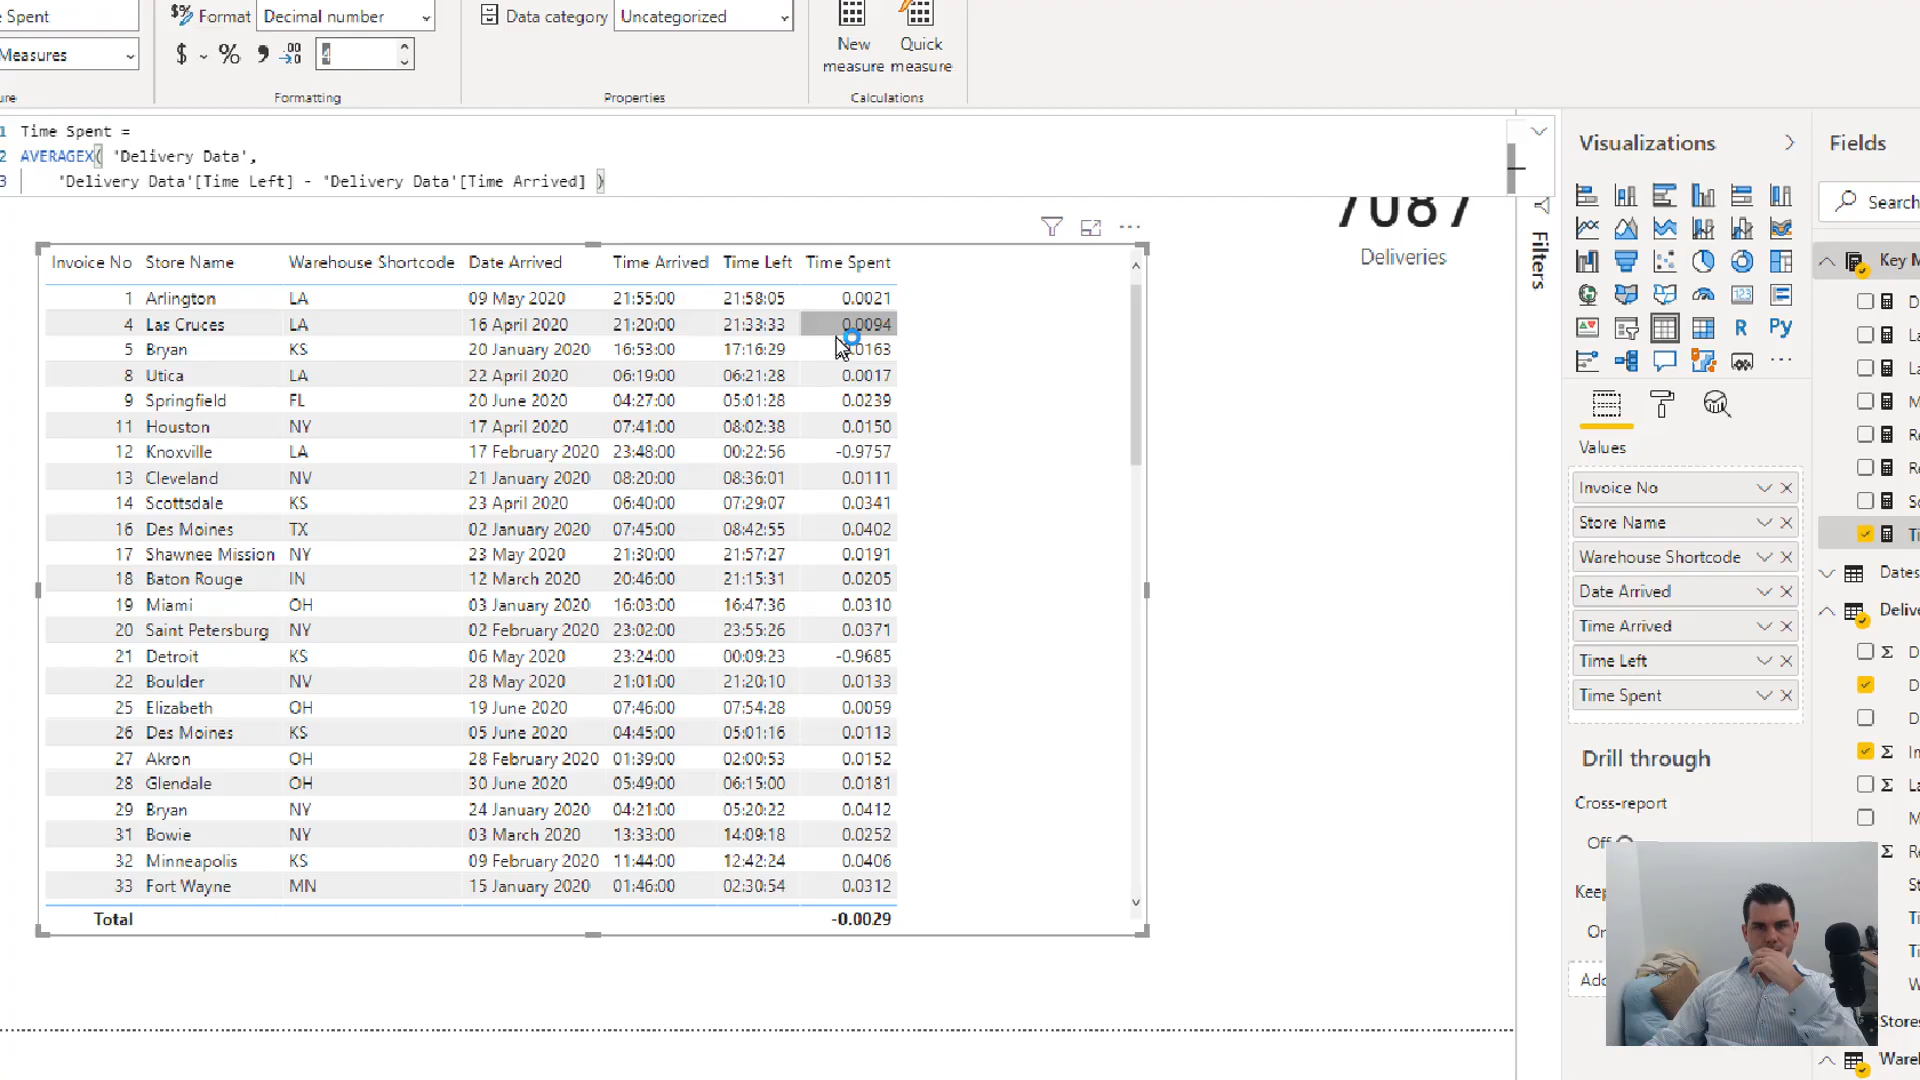 Spent
Format Decimal number
Data category Uncategorized
New measure
Quick measure
Measures
$ % 9 .00 4
Formatting
Properties
Calculations
1 Time Spent =
2 AVERAGEX( 'Delivery Data',
3 'Delivery Data'[Time Left] - 'Delivery Data'[Time Arrived] )
7087
Deliveries
Filters
Invoice No Store Name Warehouse Shortcode Date Arrived Time Arrived Time Left Time Spent
1 Arlington LA 09 May 2020 21:55:00 21:58:05 0.0021
4 Las Cruces LA 16 April 2020 21:20:00 21:33:33 0.0094
5 Bryan KS 20 January 2020 16:53:00 17:16:29 0.0163
8 Utica LA 22 April 2020 06:19:00 06:21:28 0.0017
9 Springfield FL 20 June 2020 04:27:00 05:01:28 0.0239
11 Houston NY 17 April 2020 07:41:00 08:02:38 0.0150
12 Knoxville LA 17 February 2020 23:48:00 00:22:56 -0.9757
13 Cleveland NV 21 January 2020 08:20:00 08:36:01 0.0111
14 Scottsdale KS 23 April 2020 06:40:00 07:29:07 0.0341
16 Des Moines TX 02 January 2020 07:45:00 08:42:55 0.0402
17 Shawnee Mission NY 23 May 2020 21:30:00 21:57:27 0.0191
18 Baton Rouge IN 12 March 2020 20:46:00 21:15:31 0.0205
19 Miami OH 03 January 2020 16:03:00 16:47:36 0.0310
20 Saint Petersburg NY 02 February 2020 23:02:00 23:55:26 0.0371
21 Detroit KS 06 May 2020 23:24:00 00:09:23 -0.9685
22 Boulder NV 28 May 2020 21:01:00 21:20:10 0.0133
25 Elizabeth OH 19 June 2020 07:46:00 07:54:28 0.0059
26 Des Moines KS 05 June 2020 04:45:00 05:01:16 0.0113
27 Akron OH 28 February 2020 01:39:00 02:00:53 0.0152
28 Glendale OH 30 June 2020 05:49:00 06:15:00 0.0181
29 Bryan NY 24 January 2020 04:21:00 05:20:22 0.0412
31 Bowie NY 03 March 2020 13:33:00 14:09:18 0.0252
32 Minneapolis KS 09 February 2020 11:44:00 12:42:24 0.0406
33 Fort Wayne MN 15 January 2020 01:46:00 02:30:54 0.0312
Total -0.0029
Visualizations
R Py
Values
Invoice No
Store Name
Warehouse Shortcode
Date Arrived
Time Arrived
Time Left
Time Spent
Drill through
Cross-report
Off
Fields
Search
Key M
D
L
L
M
R
R
S
Ti
Dates
Deliv
D
D
D
In
L
M
R
S
Ti
Ti
W
Stores
Ware